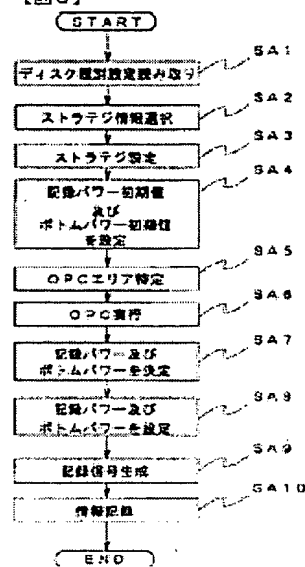 START
SA1
ディスク種別設定読み取り
SA2
ストラテジ情報選択
SA3
ストラテジ設定
SA4
記録パワー初期値
及び
ボトムパワー初期値
を設定
SA5
OPCエリア特定
SA6
OPC実行
SA7
記録パワー及び
ボトムパワーを決定
SA8
記録パワー及び
ボトムパワーを設定
SA9
記録信号生成
SA10
情報記録
END